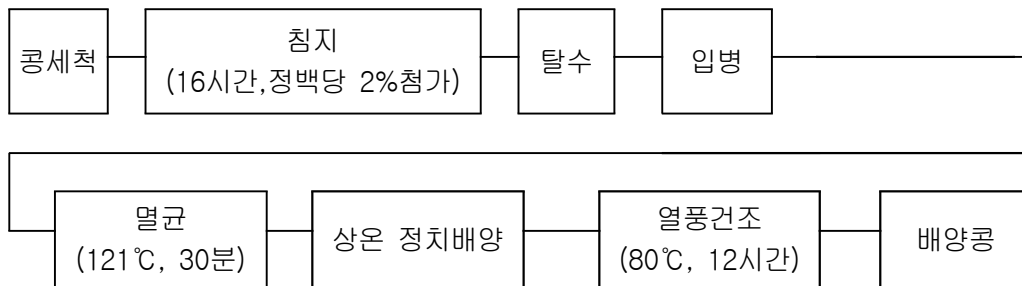 콩세척
침지
(16시간,정백당 2%첨가)
탈수
입병
멸균
(121℃, 30분)
상온 정치배양
열풍건조
(80℃, 12시간)
배양콩